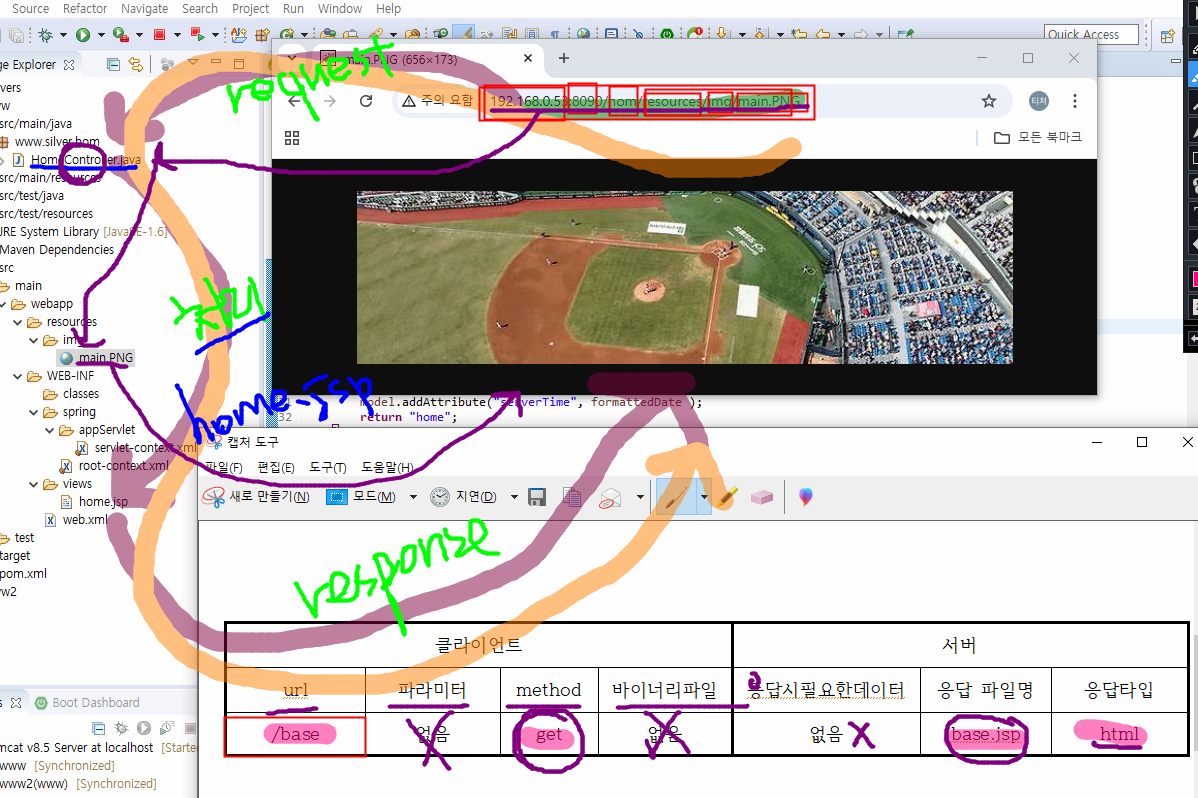 Source Refactor Navigate Search Project Run Window Help
Quick Access
ge Explorer
main.PNG (656×173)
request
주의 요함
192.168.0.53:8090/hom/resources/img/main.PNG
티처
모든 북마크
vers
w
src/main/java
www.silver.hom
HomeController.java
src/main/resources
src/test/java
src/test/resources
JRE System Library [JavaSE-1.6]
Maven Dependencies
src
main
webapp
resources
img
main.PNG
WEB-INF
classes
spring
appServlet
servlet-context.xml
root-context.xml
views
home.jsp
web.xml
test
target
pom.xml
w2
처리
home.jsp
model.addAttribute("serverTime", formattedDate );
32
return "home";
캡처 도구
파일(F) 편집(E) 도구(T) 도움말(H)
새로 만들기(N) 모드(M) 지연(D)
response
클라이언트 서버
url 파라미터 method 바이너리파일 응답시필요한데이터 응답 파일명 응답타입
/base 없음 get 없음 없음 base.jsp html
s Boot Dashboard
mcat v8.5 Server at localhost [Starte
www [Synchronized]
www2(www) [Synchronized]